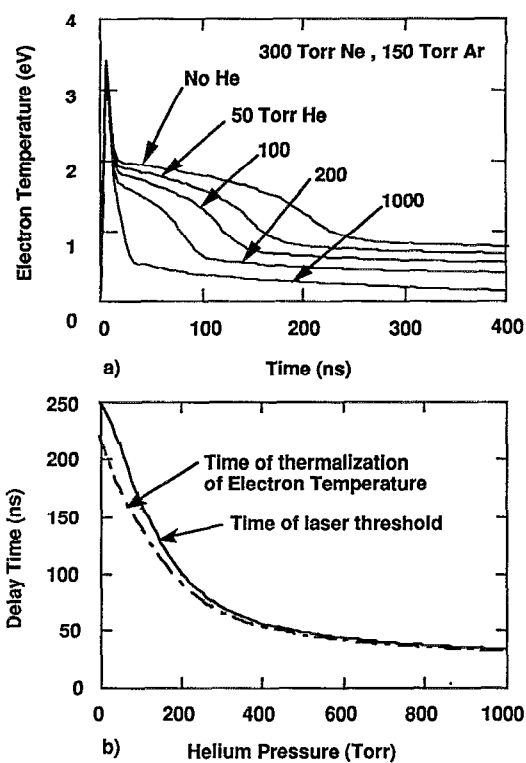 4
300 Torr Ne , 150 Torr Ar
No He
3
50 Torr He
100
2
200
1000
1
0
Electron Temperature (eV)
0 100 200 300 400
a) Time (ns)
250
200
Time of thermalization
of Electron Temperature
150
Time of laser threshold
100
50
0
Delay Time (ns)
0 200 400 600 800 1000
b) Helium Pressure (Torr)